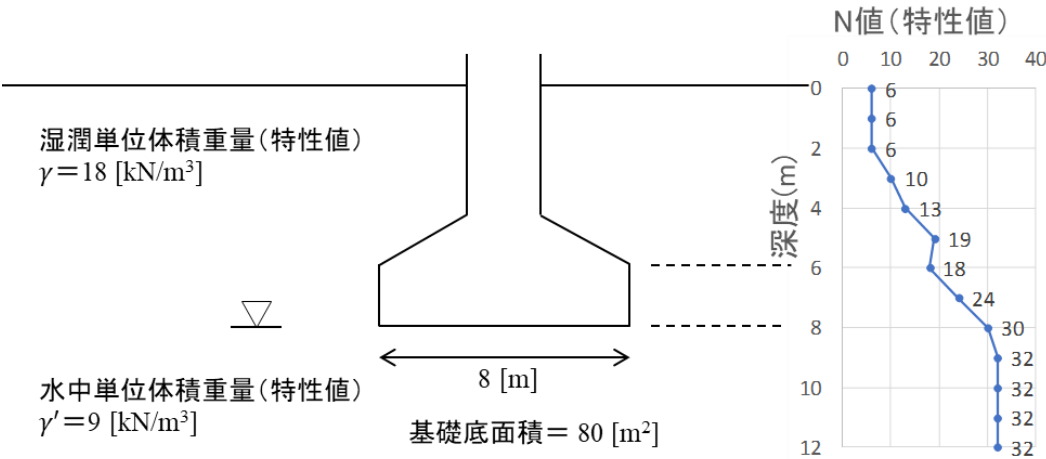 N値(特性値)
0 10 20 30 40
0
2
4
6
8
10
12
深度(m)
6
6
6
10
13
19
18
24
30
32
32
32
32
湿潤単位体積重量(特性値)
γ=18 [kN/m³]
水中単位体積重量(特性値)
γ′=9 [kN/m³]
8 [m]
基礎底面積= 80 [m²]